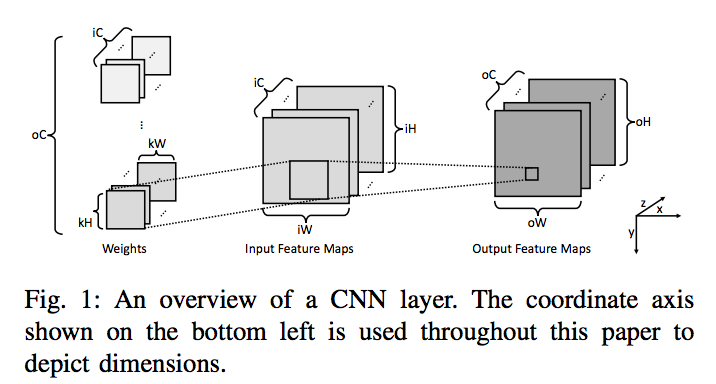 iC
oC
kW
kH
Weights
iC
iH
iW
Input Feature Maps
oC
oH
oW
Output Feature Maps
z
x
y
Fig. 1: An overview of a CNN layer. The coordinate axis
shown on the bottom left is used throughout this paper to
depict dimensions.